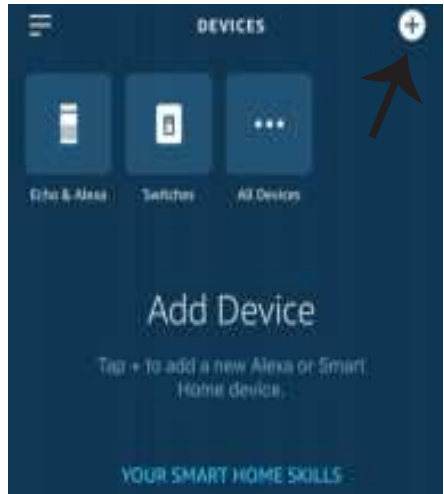 DEVICES
Echo & Alexa Switches All Devices
Add Device
Tap + to add a new Alexa or Smart
Home device.
YOUR SMART HOME SKILLS